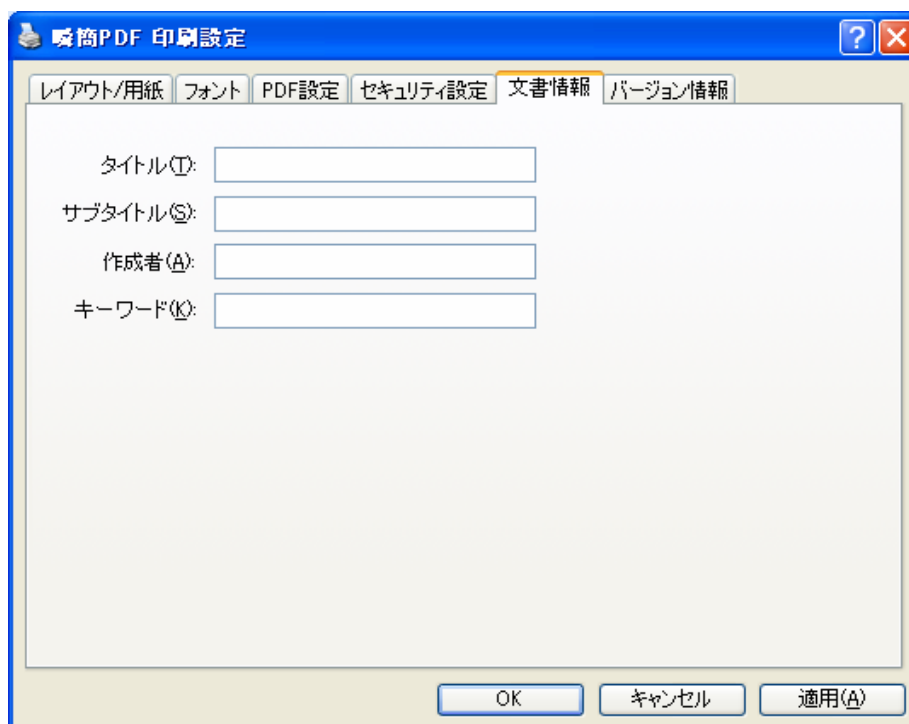 瞬簡PDF 印刷設定
レイアウト/用紙 フォント PDF設定 セキュリティ設定 文書情報 バージョン情報
タイトル(T):
サブタイトル(S):
作成者(A):
キーワード(K):
OK キャンセル 適用(A)